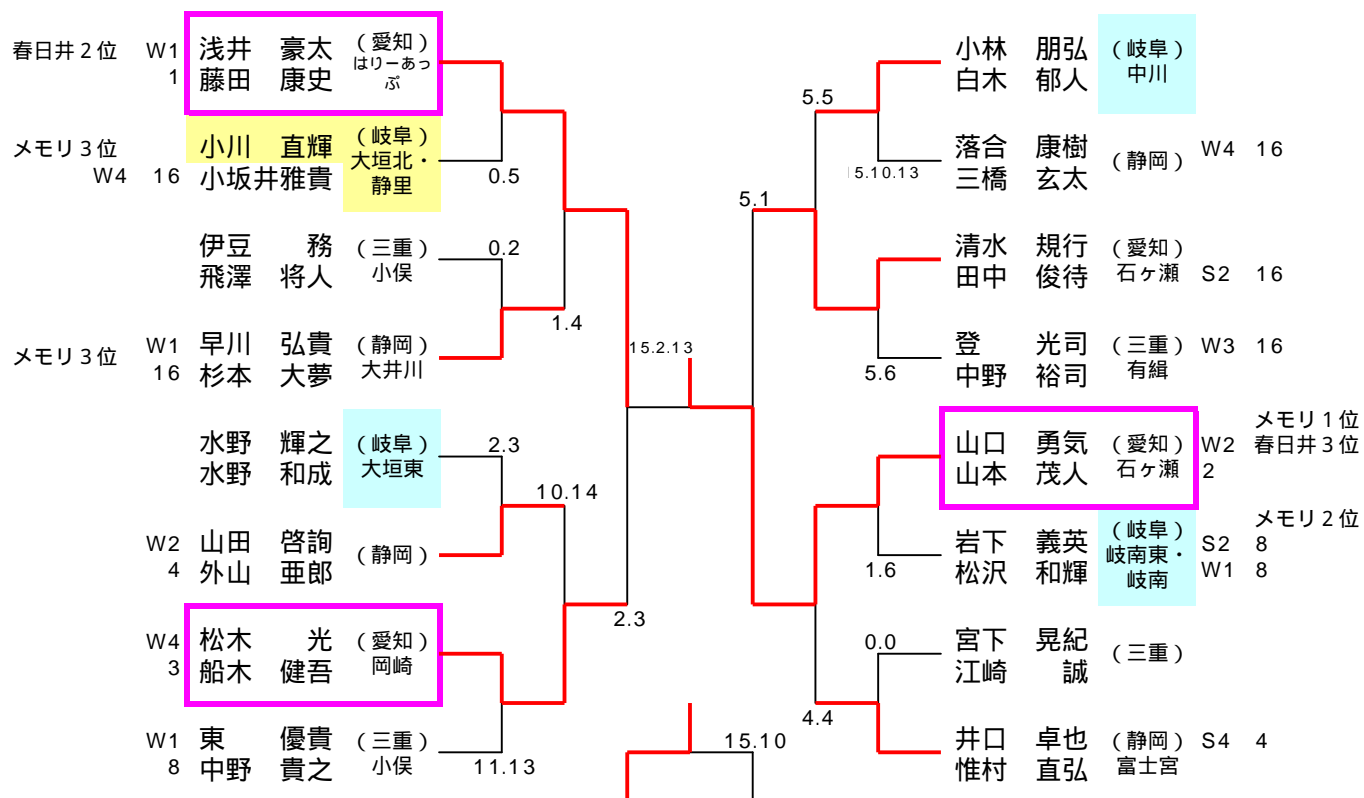 春日井２位 W1 浅井 豪太 （愛知）
1 藤田 康史 はりーあっぷ
メモリ３位 小川 直輝 （岐阜）
W4 16 小坂井雅貴 大垣北・静里
0.5
伊豆 務 （三重） 0.2
飛澤 将人 小俣
1.4
W1 早川 弘貴 （静岡）
メモリ３位 16 杉本 大夢 大井川
水野 輝之 （岐阜） 2.3
水野 和成 大垣東
10.14
W2 山田 啓詢 （静岡）
4 外山 亜郎
2.3
W4 松木 光 （愛知）
3 船木 健吾 岡崎
W1 東 優貴 （三重）
8 中野 貴之 小俣 11.13
15.2.13
15.10
小林 朋弘 （岐阜）
白木 郁人 中川
5.5
落合 康樹 （静岡） W4 16
三橋 玄太
15.10.13
5.1
清水 規行 （愛知）
田中 俊待 石ヶ瀬 S2 16
登 光司 （三重） W3 16
中野 裕司 有緝
5.6
メモリ１位
山口 勇気 （愛知） W2 春日井３位
山本 茂人 石ヶ瀬 2
メモリ２位
岩下 義英 （岐阜） S2 8
松沢 和輝 岐南東・岐南 W1 8
1.6
0.0 宮下 晃紀 （三重）
江崎 誠
4.4
井口 卓也 （静岡） S4 4
惟村 直弘 富士宮